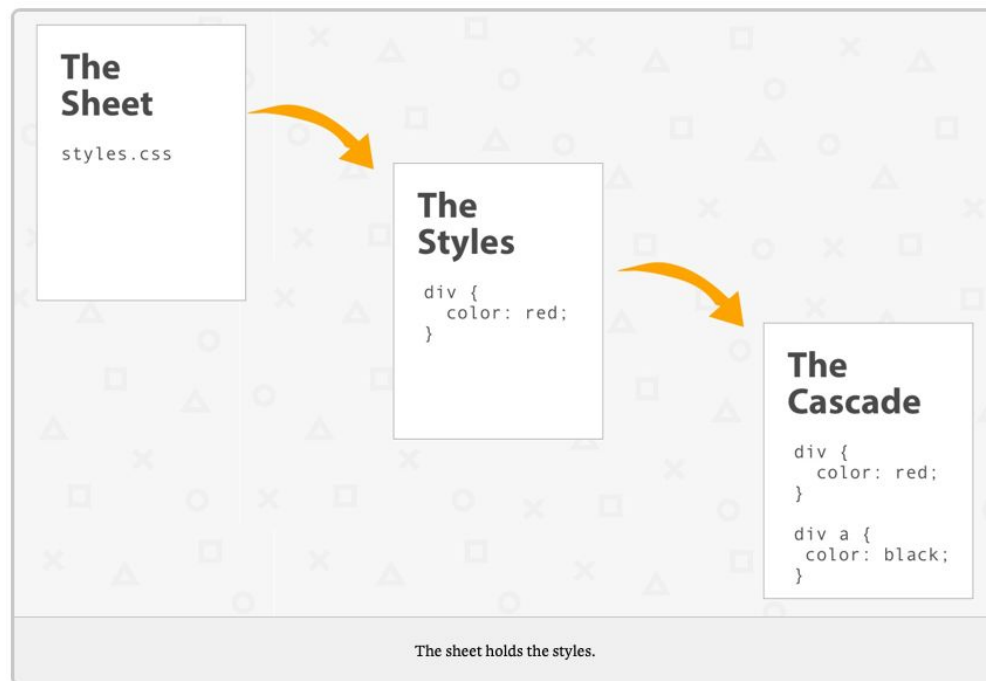 The
Sheet
styles.css
The
Styles
div {
  color: red;
}
The
Cascade
div {
  color: red;
}
div a {
 color: black;
}
The sheet holds the styles.